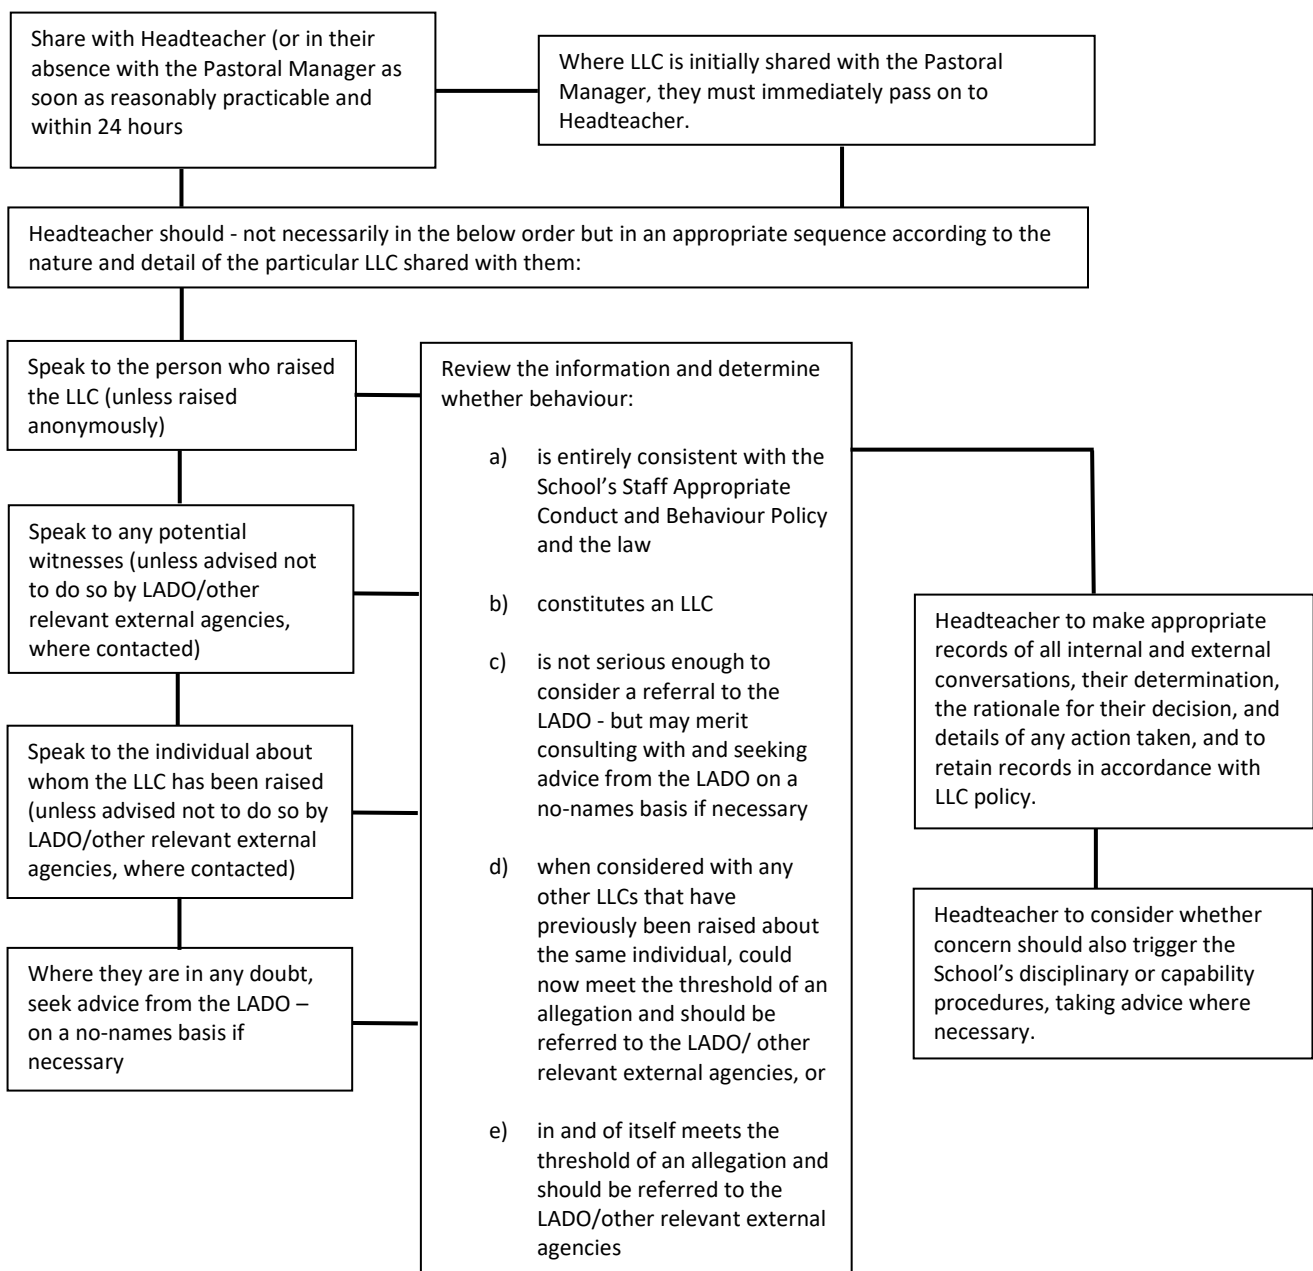 Share with Headteacher (or in their
absence with the Pastoral Manager as
soon as reasonably practicable and
within 24 hours
Where LLC is initially shared with the Pastoral
Manager, they must immediately pass on to
Headteacher.
Headteacher should - not necessarily in the below order but in an appropriate sequence according to the
nature and detail of the particular LLC shared with them:
Speak to the person who raised
the LLC (unless raised
anonymously)
Speak to any potential
witnesses (unless advised not
to do so by LADO/other
relevant external agencies,
where contacted)
Speak to the individual about
whom the LLC has been raised
(unless advised not to do so by
LADO/other relevant external
agencies, where contacted)
Where they are in any doubt,
seek advice from the LADO –
on a no-names basis if
necessary
Review the information and determine
whether behaviour:
a) is entirely consistent with the
School’s Staff Appropriate
Conduct and Behaviour Policy
and the law
b) constitutes an LLC
c) is not serious enough to
consider a referral to the
LADO - but may merit
consulting with and seeking
advice from the LADO on a
no-names basis if necessary
d) when considered with any
other LLCs that have
previously been raised about
the same individual, could
now meet the threshold of an
allegation and should be
referred to the LADO/ other
relevant external agencies, or
e) in and of itself meets the
threshold of an allegation and
should be referred to the
LADO/other relevant external
agencies
Headteacher to make appropriate
records of all internal and external
conversations, their determination,
the rationale for their decision, and
details of any action taken, and to
retain records in accordance with
LLC policy.
Headteacher to consider whether
concern should also trigger the
School’s disciplinary or capability
procedures, taking advice where
necessary.